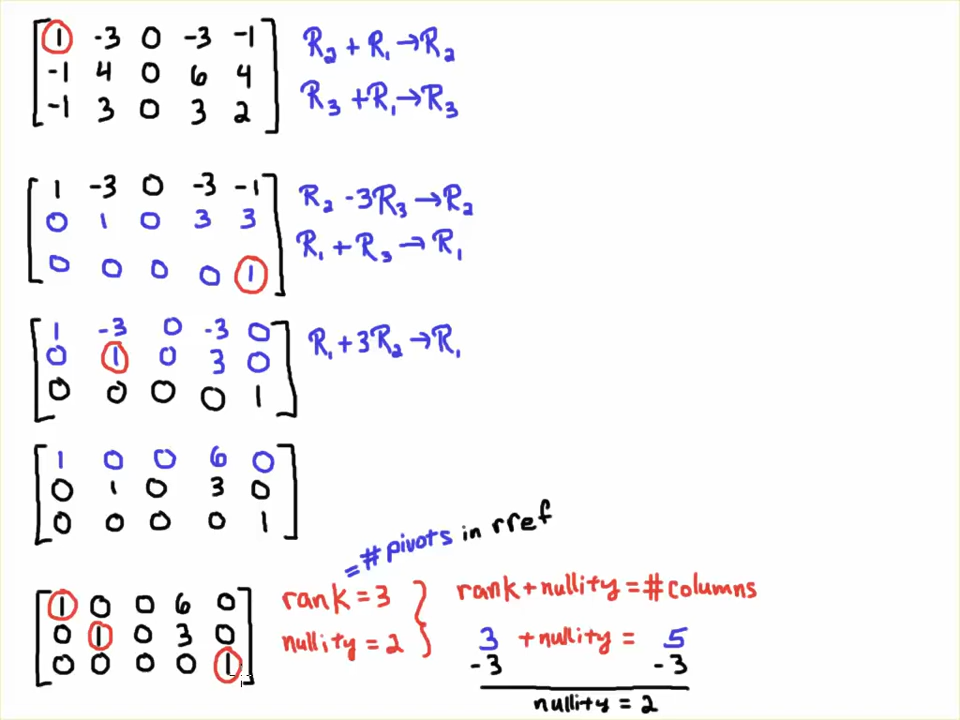 1 -3 0 -3 -1 R₂ + R₁ → R₂
-1 4 0 6 4
-1 3 0 3 2 R₃ + R₁ → R₃
1 -3 0 -3 -1 R₂ - 3R₃ → R₂
0 1 0 3 3
R₁ + R₃ → R₁
0 0 0 0 1
1 -3 0 -3 0
0 1 0 3 0 R₁ + 3R₂ → R₁
0 0 0 0 1
1 0 0 6 0
0 1 0 3 0
0 0 0 0 1
= # pivots in rref
1 0 0 6 0 rank = 3 rank + nullity = # columns
0 1 0 3 0 nullity = 2 3 + nullity = 5
0 0 0 0 1 -3 -3
nullity = 2